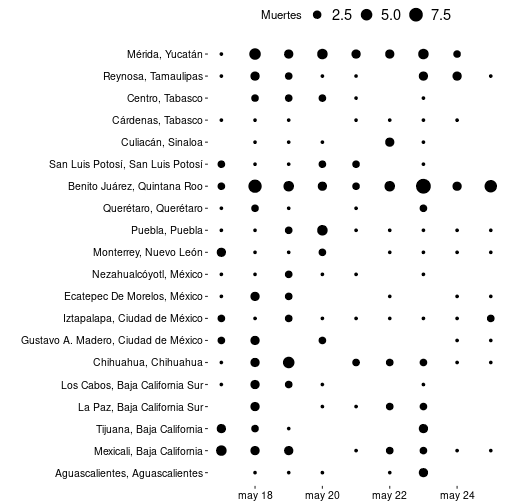 Muertes 2.5 5.0 7.5
Mérida, Yucatán
Reynosa, Tamaulipas
Centro, Tabasco
Cárdenas, Tabasco
Culiacán, Sinaloa
San Luis Potosí, San Luis Potosí
Benito Juárez, Quintana Roo
Querétaro, Querétaro
Puebla, Puebla
Monterrey, Nuevo León
Nezahualcóyotl, México
Ecatepec De Morelos, México
Iztapalapa, Ciudad de México
Gustavo A. Madero, Ciudad de México
Chihuahua, Chihuahua
Los Cabos, Baja California Sur
La Paz, Baja California Sur
Tijuana, Baja California
Mexicali, Baja California
Aguascalientes, Aguascalientes
may 18 may 20 may 22 may 24